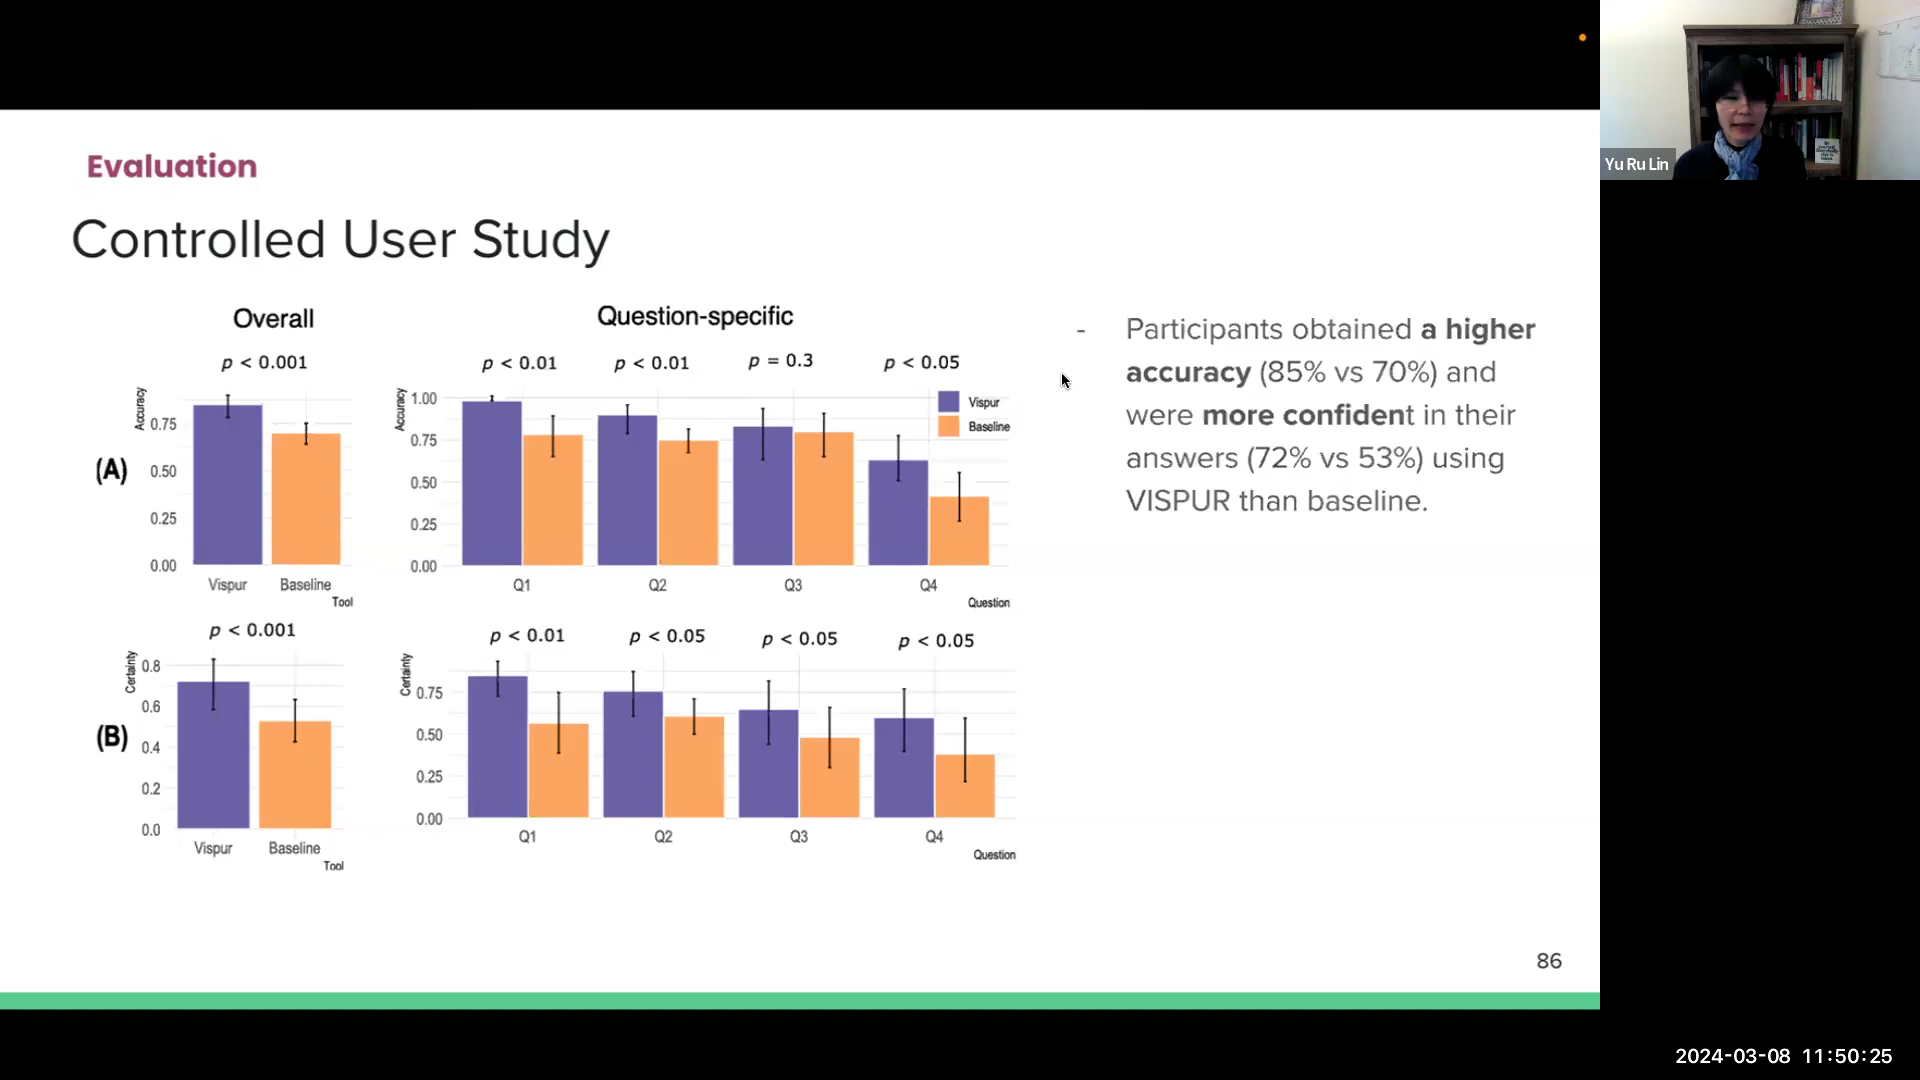 Yu Ru Lin
Evaluation
Controlled User Study
Overall
Question-specific
p < 0.001
p < 0.01
p < 0.01
p = 0.3
p < 0.05
(A)
Accuracy
0.75
0.50
0.25
0.00
Vispur
Baseline
Tool
Accuracy
1.00
0.75
0.50
0.25
0.00
Vispur
Baseline
Q1
Q2
Q3
Q4
Question
p < 0.001
p < 0.01
p < 0.05
p < 0.05
p < 0.05
(B)
Certainty
0.8
0.6
0.4
0.2
0.0
Vispur
Baseline
Tool
Certainty
0.75
0.50
0.25
0.00
Q1
Q2
Q3
Q4
Question
- Participants obtained a higher
accuracy (85% vs 70%) and
were more confident in their
answers (72% vs 53%) using
VISPUR than baseline.
86
2024-03-08 11:50:25